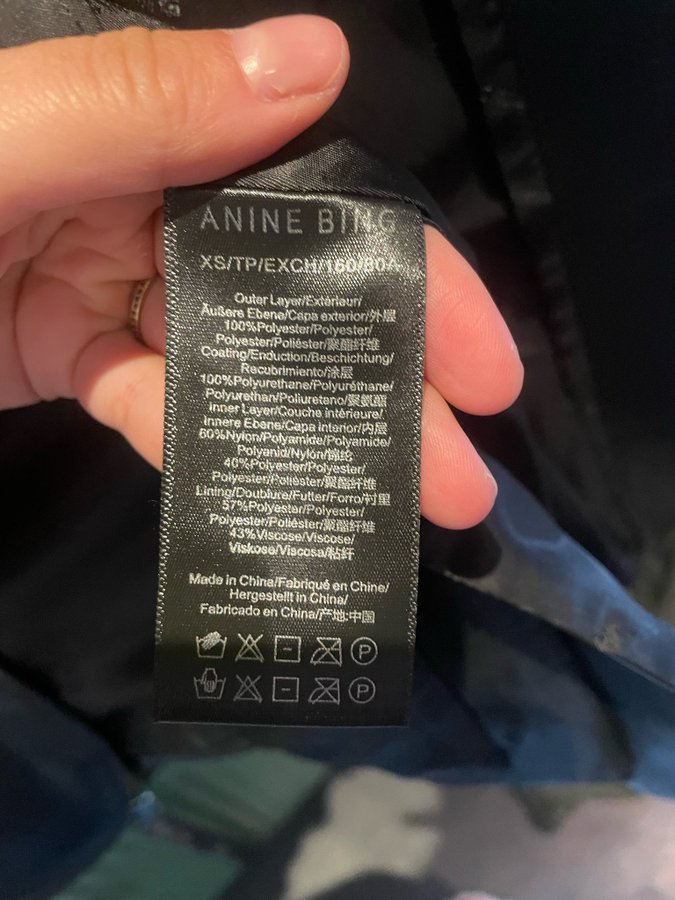 ANINE BING
XS/TP/EXCH/160/80A
Outer Layer/Extérieur/
Äußere Ebene/Capa exterior/外层
100%Polyester/Polyester/
Polyester/Poliéster/聚酯纤维
Coating/Enduction/Beschichtung/
Recubrimiento/涂层
100%Polyurethane/Polyuréthane/
Polyurethan/Poliuretano/聚氨酯
Inner Layer/Couche intérieure/
Innere Ebene/Capa interior/内层
60%Nylon/Polyamide/Polyamide/
Polyanid/Nylon/锦纶
40%Polyester/Polyester/
Polyester/Poliéster/聚酯纤维
Lining/Doublure/Futter/Forro/衬里
57%Polyester/Polyester/
Polyester/Poliéster/聚酯纤维
43%Viscose/Viscose/
Viskose/Viscosa/粘纤
Made in China/Fabriqué en Chine/
Hergestellt in China/
Fabricado en China/产地:中国
P
P